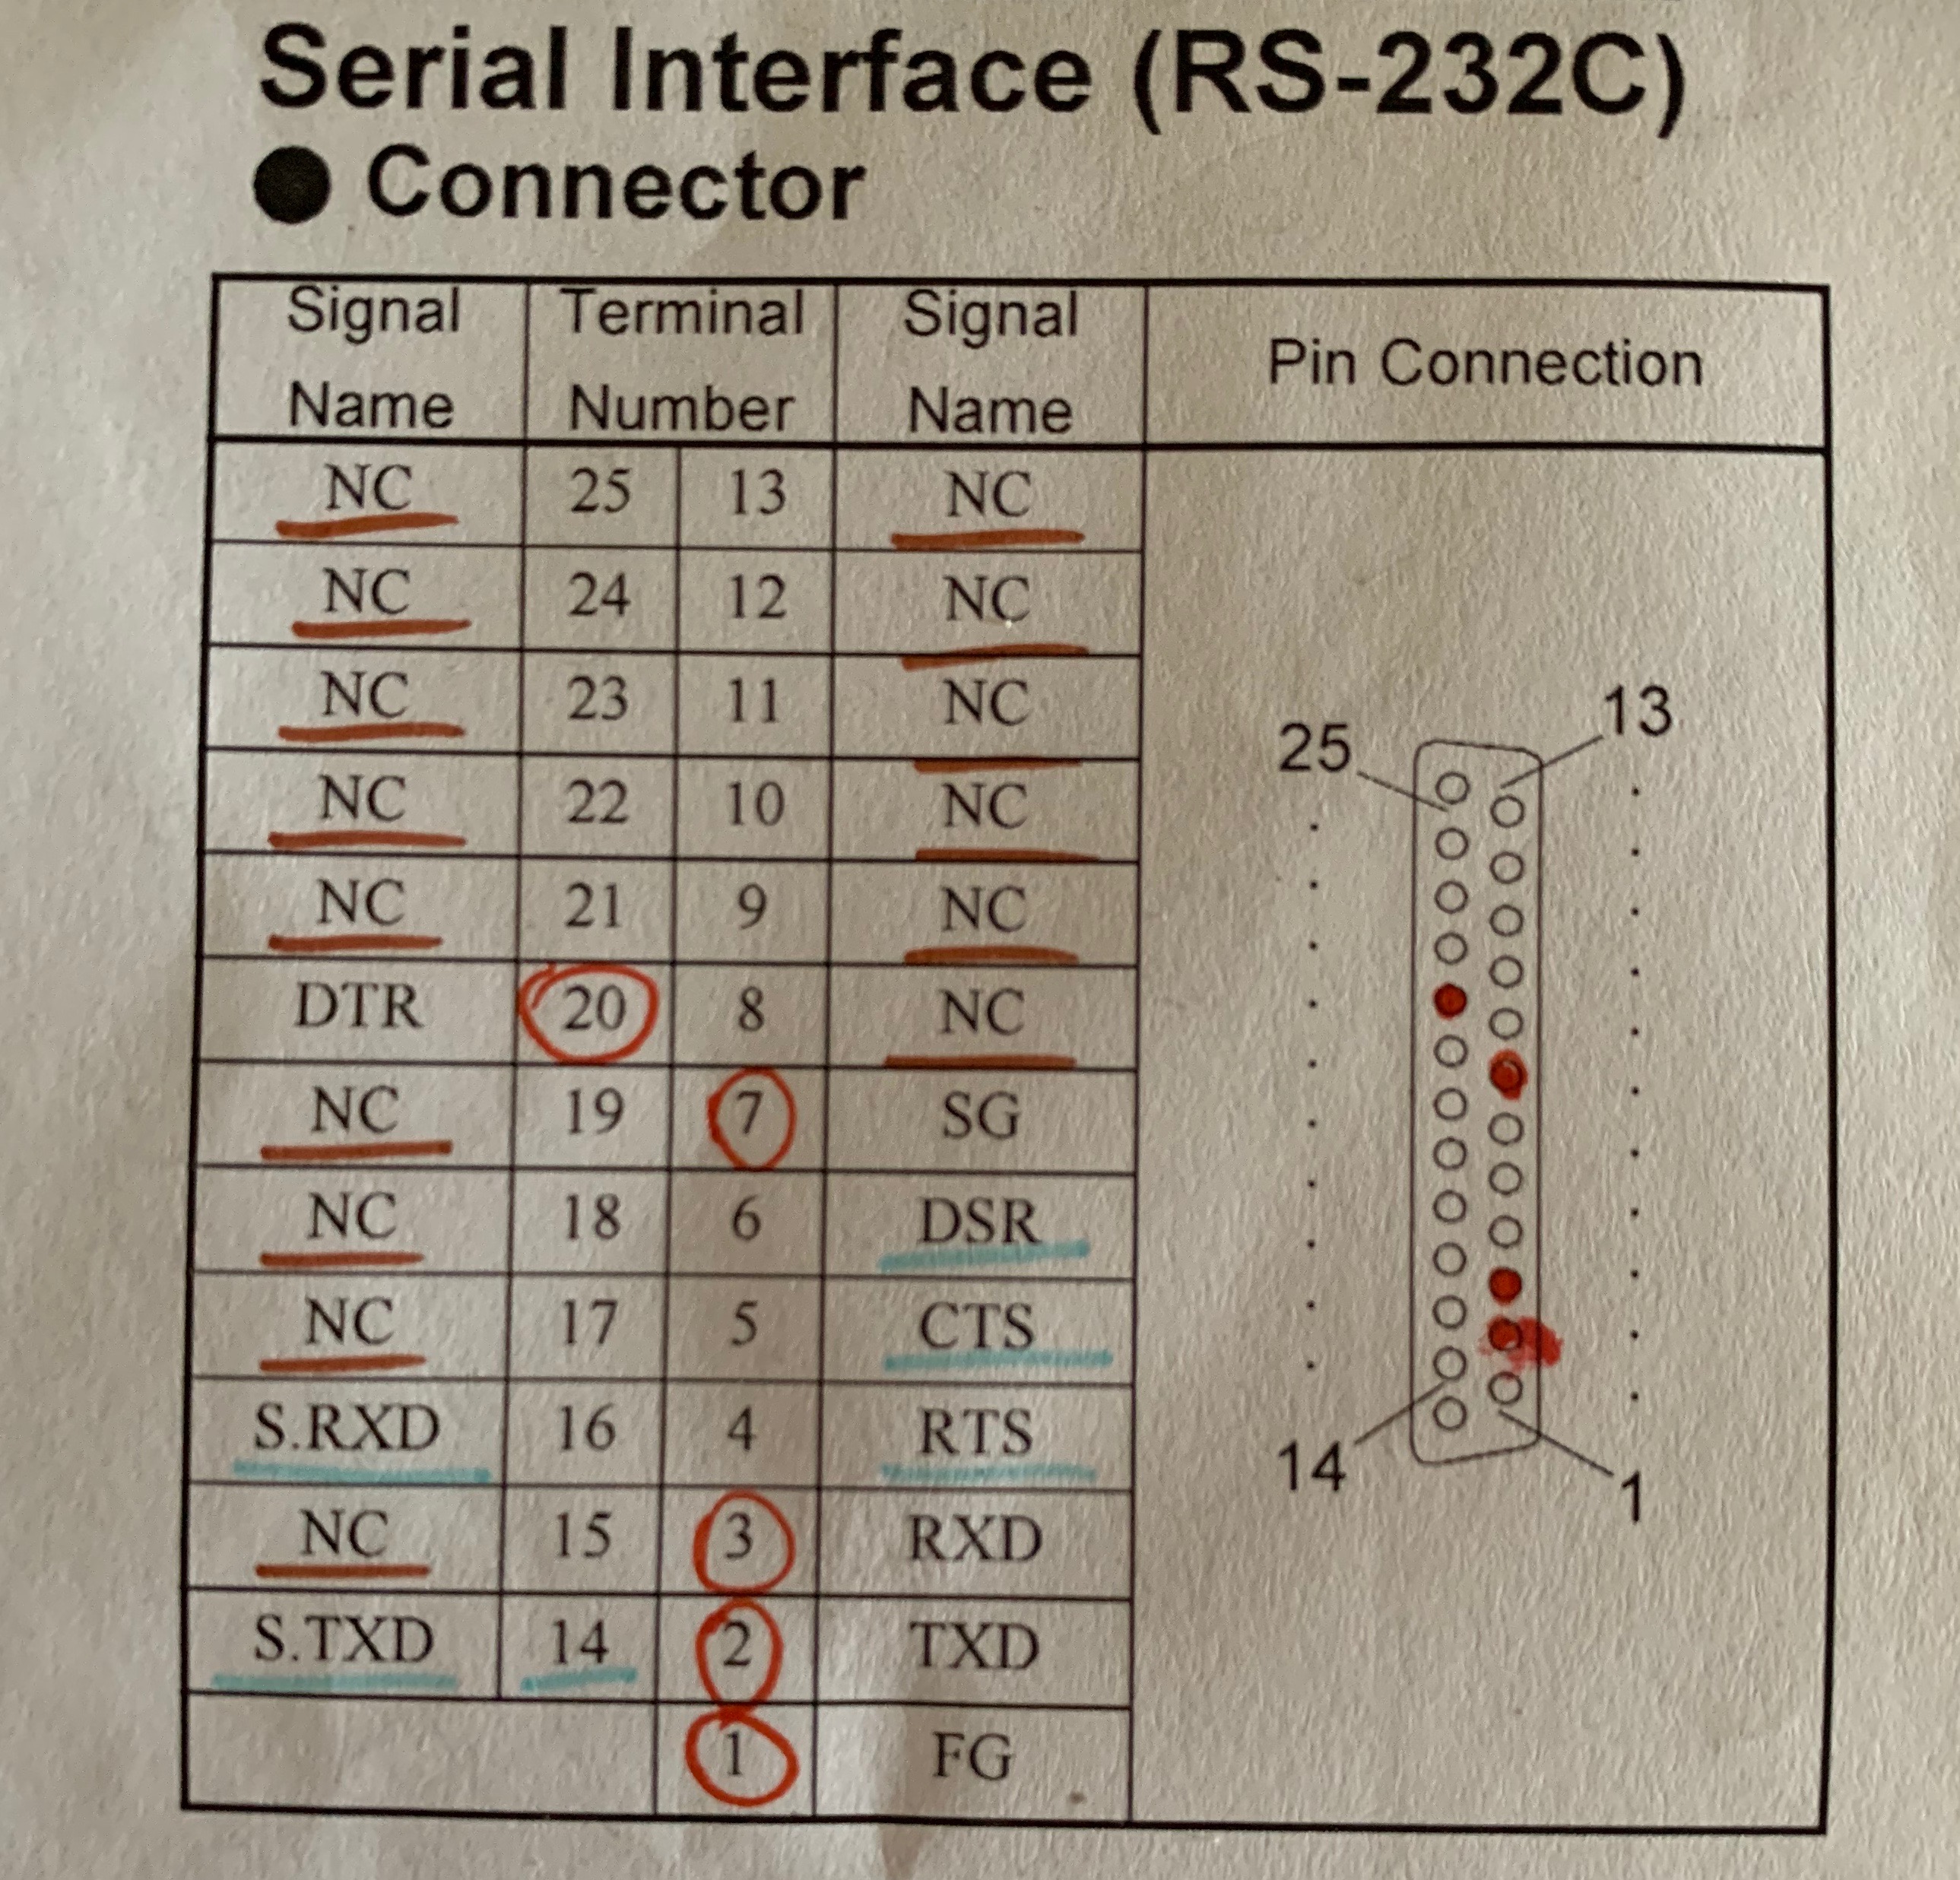 Serial Interface (RS-232C)
● Connector
Signal Name Terminal Number Signal Name Pin Connection
NC 25 13 NC
NC 24 12 NC
NC 23 11 NC
NC 22 10 NC
NC 21 9 NC
DTR 20 8 NC
NC 19 7 SG
NC 18 6 DSR
NC 17 5 CTS
S.RXD 16 4 RTS
NC 15 3 RXD
S.TXD 14 2 TXD
1 FG
25 13
14 1